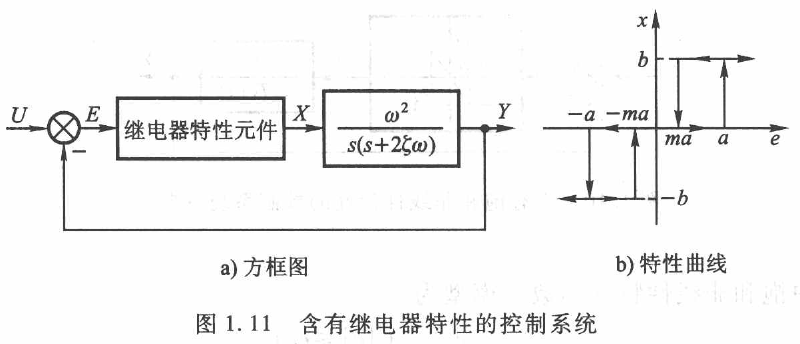 U E 继电器特性元件 X ω² Y
s(s+2ζω)
−
x
b
−a −ma ma a e
−b
a) 方框图 b) 特性曲线
图 1.11 含有继电器特性的控制系统